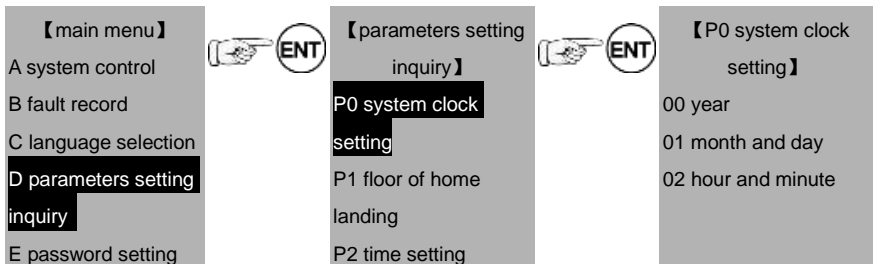 【main menu】
A system control
B fault record
C language selection
D parameters setting
inquiry
E password setting
ENT
【parameters setting
inquiry】
P0 system clock
setting
P1 floor of home
landing
P2 time setting
ENT
【P0 system clock
setting】
00 year
01 month and day
02 hour and minute